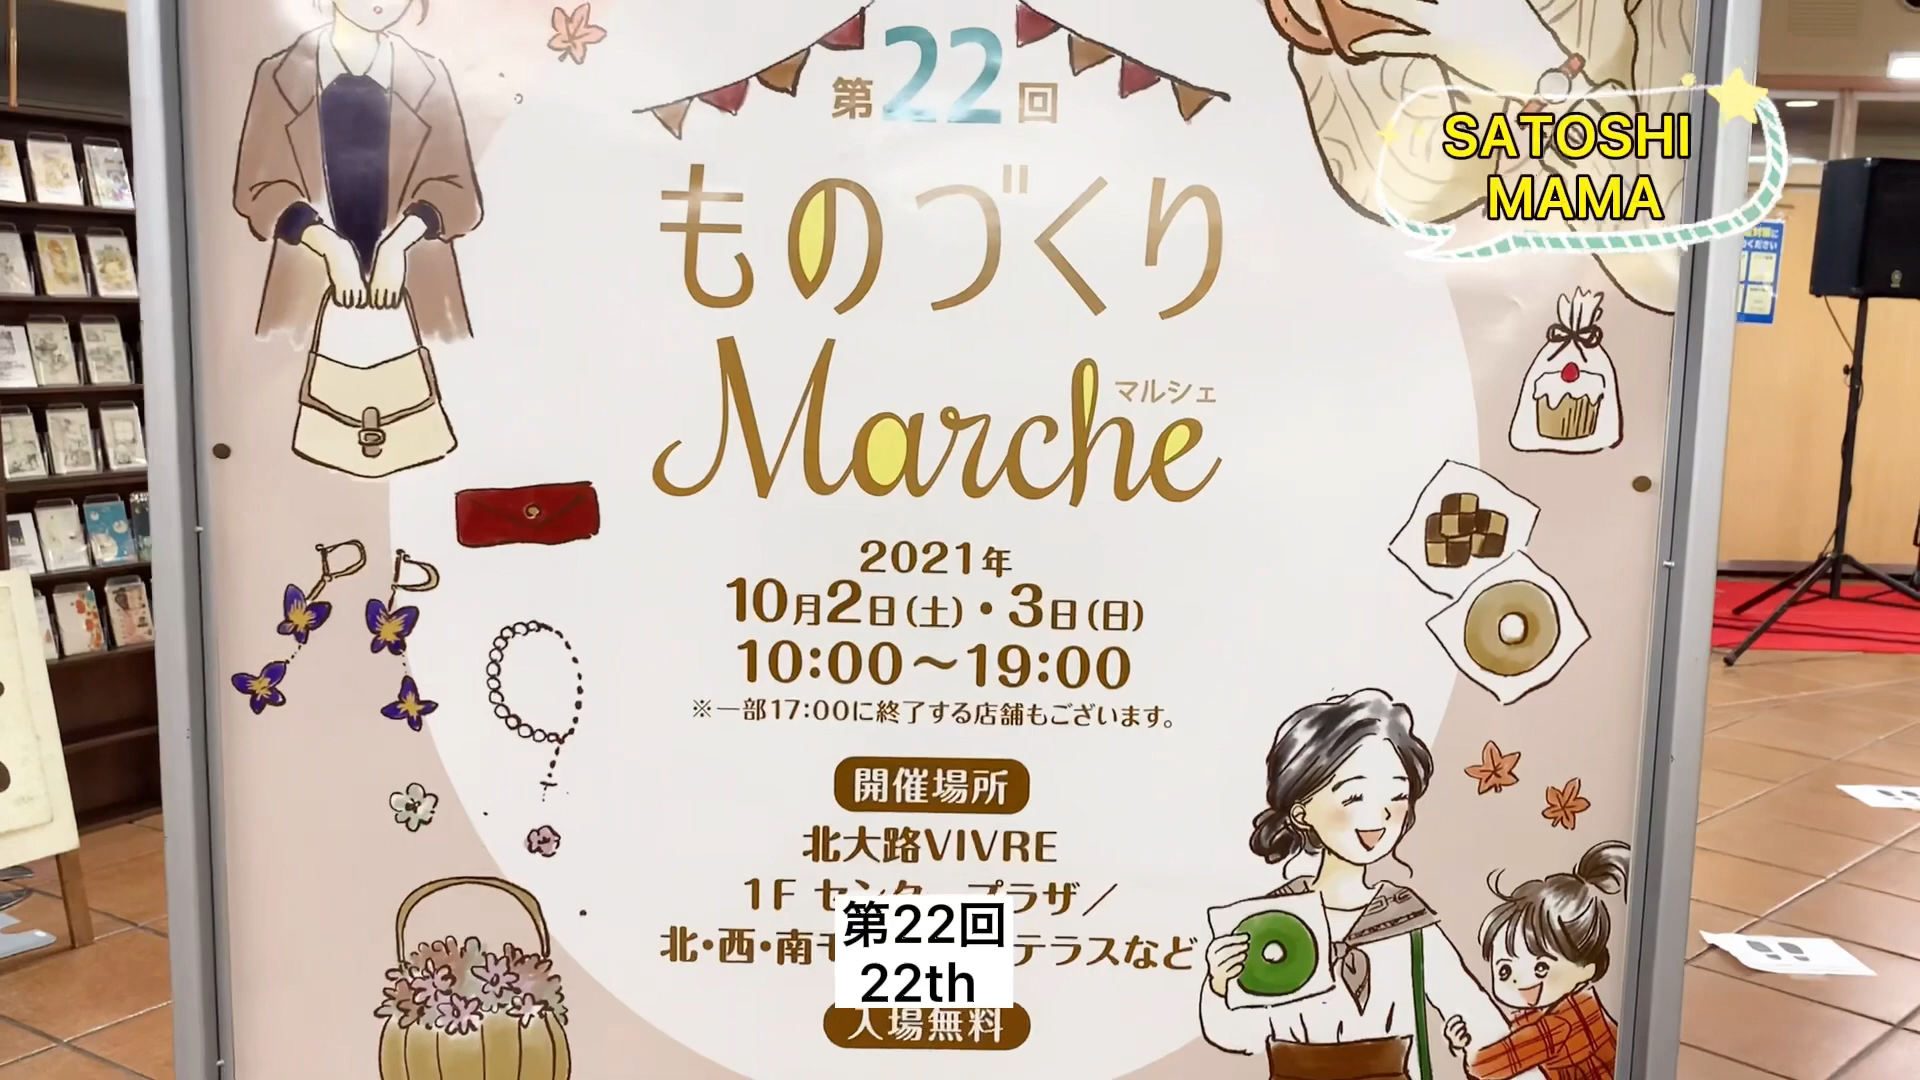 第22回
ものづくり
Marche
マルシェ
2021年
10月2日(土)・3日(日)
10:00〜19:00
※一部17:00に終了する店舗もございます。
開催場所
北大路VIVRE
1F プラザ／
北・西・南 テラスなど
入場無料
SATOSHI
MAMA
第22回
22th